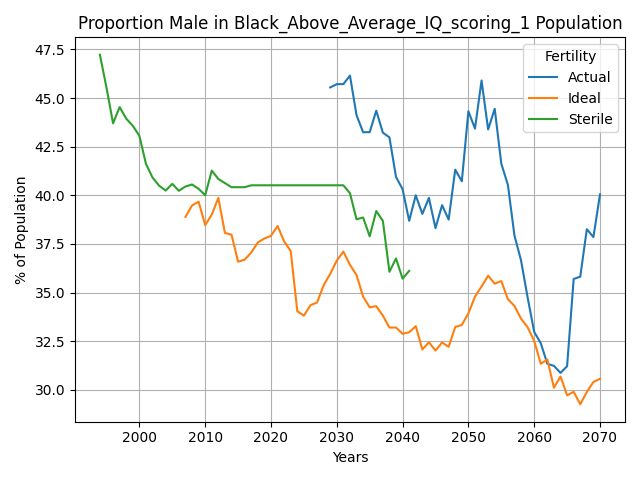 Proportion Male in Black_Above_Average_IQ_scoring_1 Population
Fertility
Actual
Ideal
Sterile
% of Population
47.5
45.0
42.5
40.0
37.5
35.0
32.5
30.0
2000 2010 2020 2030 2040 2050 2060 2070
Years